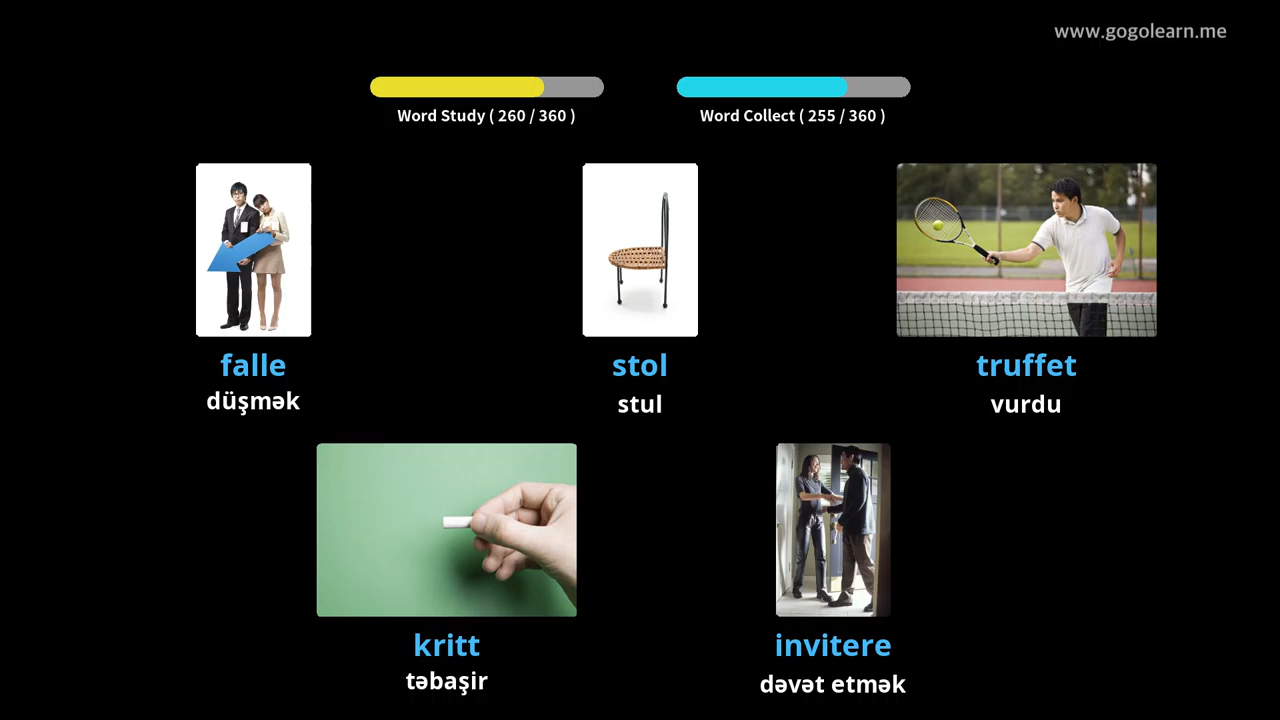 www.gogolearn.me
Word Study ( 260 / 360 )
Word Collect ( 255 / 360 )
falle
düşmək
stol
stul
truffet
vurdu
kritt
təbaşir
invitere
dəvət etmək